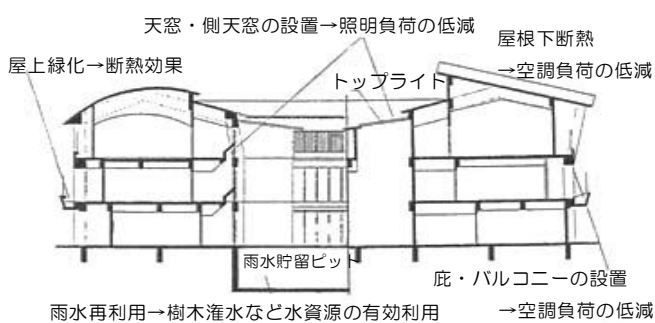 天窓・側天窓の設置→照明負荷の低減
屋根下断熱
→空調負荷の低減
屋上緑化→断熱効果
トップライト
雨水貯留ピット
庇・バルコニーの設置
→空調負荷の低減
雨水再利用→樹木潅水など水資源の有効利用